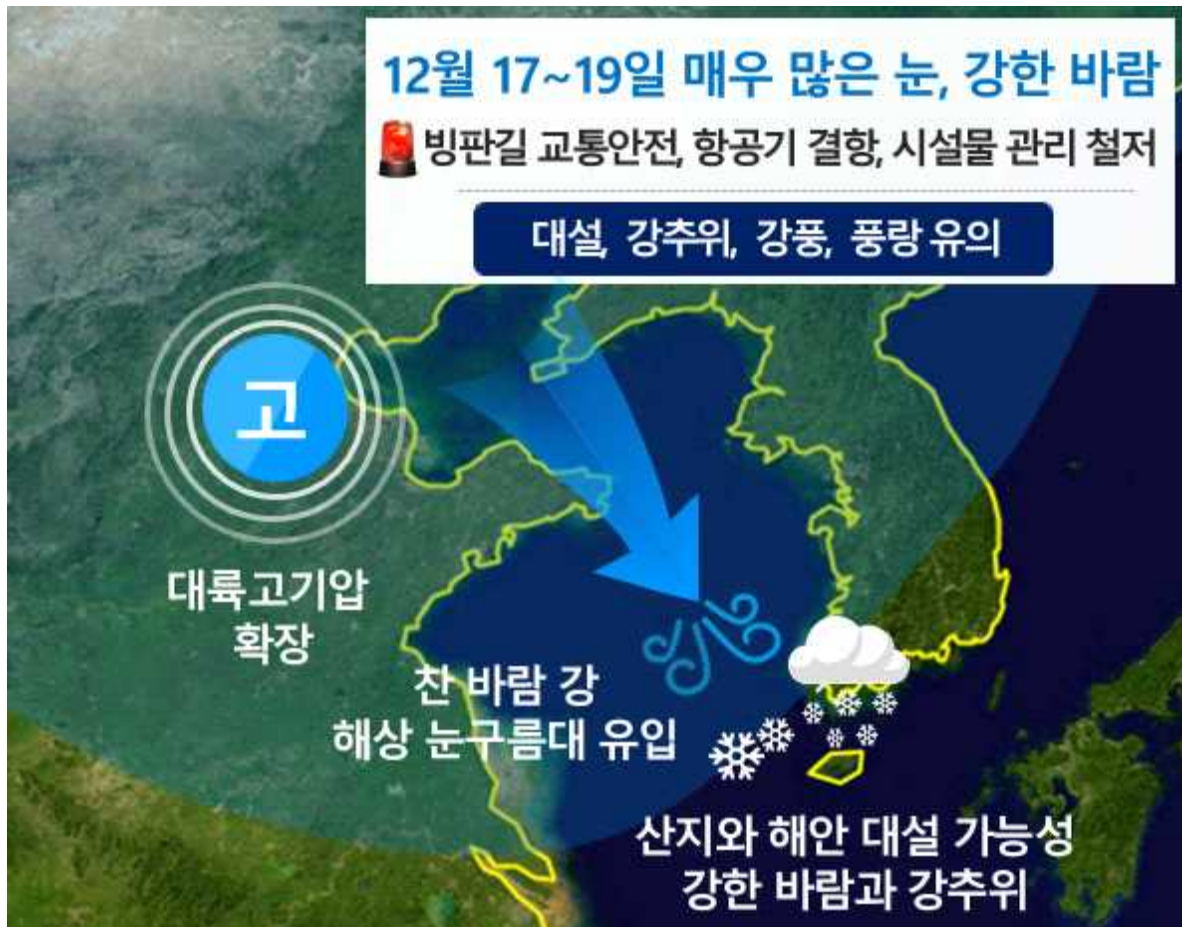 12월 17~19일 매우 많은 눈, 강한 바람
빙판길 교통안전, 항공기 결항, 시설물 관리 철저
대설, 강추위, 강풍, 풍랑 유의
고
대륙고기압
확장
찬 바람 강
해상 눈구름대 유입
산지와 해안 대설 가능성
강한 바람과 강추위